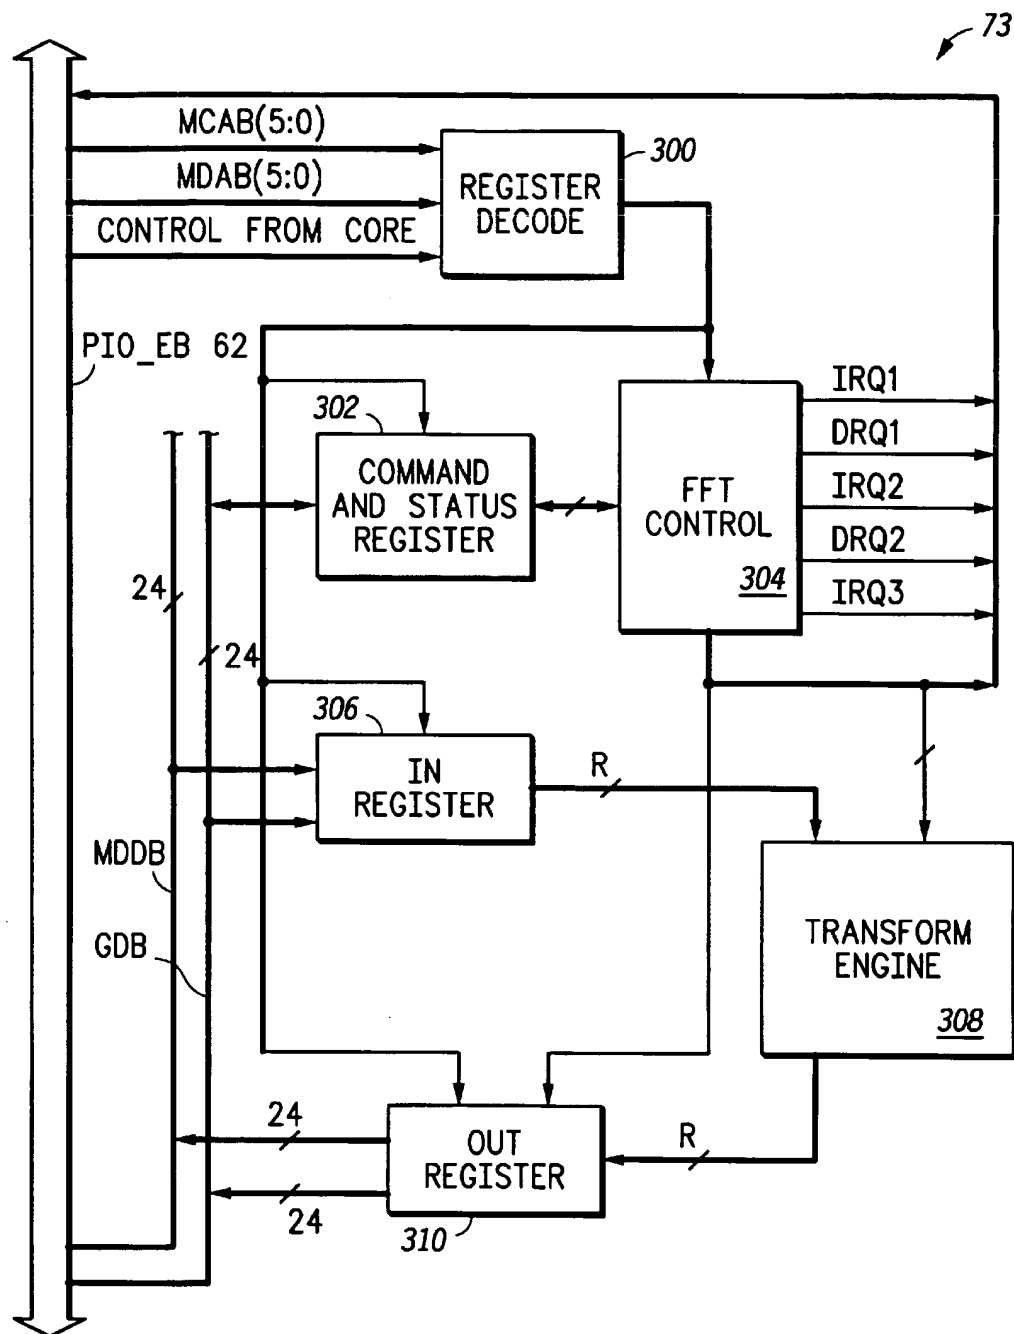 73
MCAB(5:0)
MDAB(5:0)
CONTROL FROM CORE
REGISTER
DECODE
300
PIO_EB 62
302
COMMAND
AND STATUS
REGISTER
FFT
CONTROL
304
IRQ1
DRQ1
IRQ2
DRQ2
IRQ3
24
24
306
IN
REGISTER
R
MDDB
GDB
TRANSFORM
ENGINE
308
24
OUT
REGISTER
R
24
310